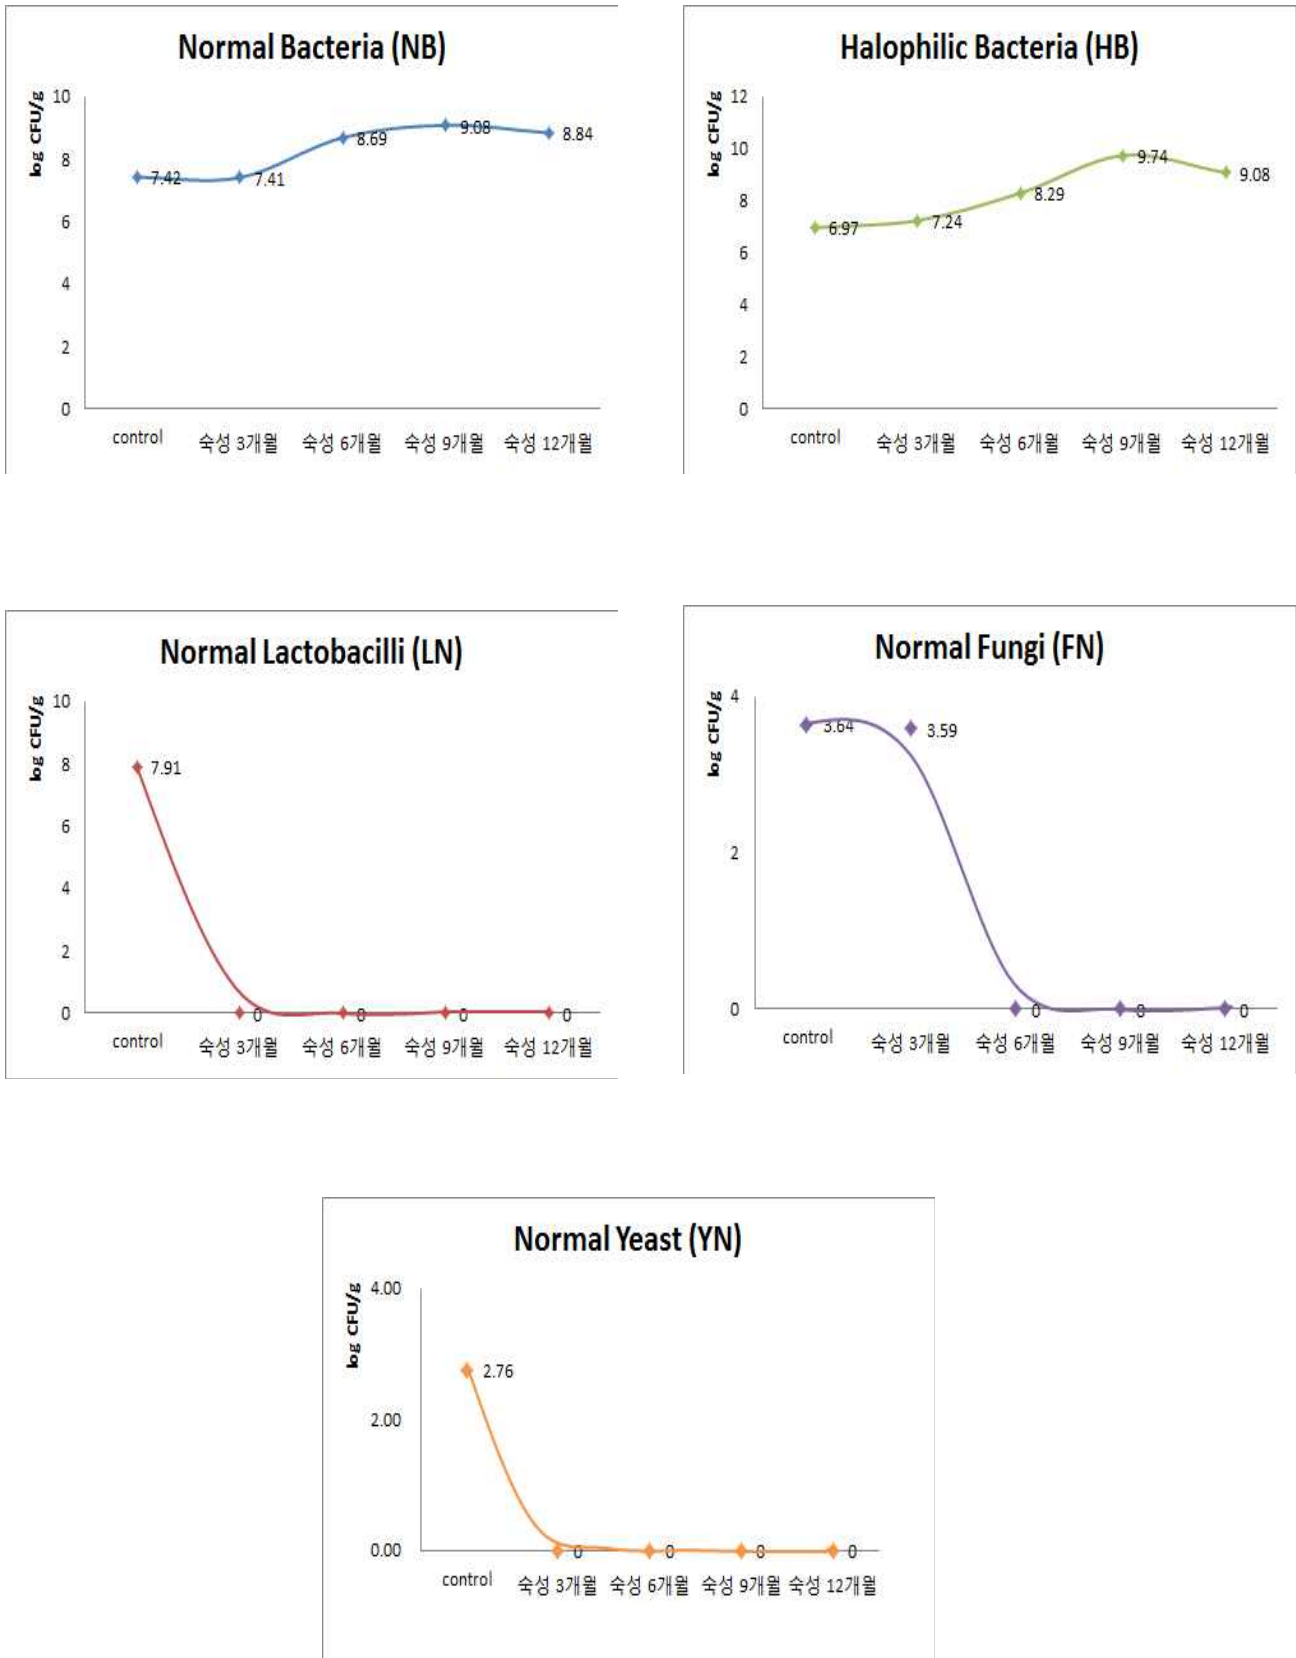 Normal Bacteria (NB)
log CFU/g
10
8
6
4
2
0
7.42
7.41
8.69
9.08
8.84
control
숙성 3개월
숙성 6개월
숙성 9개월
숙성 12개월
Halophilic Bacteria (HB)
log CFU/g
12
10
8
6
4
2
0
6.97
7.24
8.29
9.74
9.08
control
숙성 3개월
숙성 6개월
숙성 9개월
숙성 12개월
Normal Lactobacilli (LN)
log CFU/g
10
8
6
4
2
0
7.91
0
0
0
0
control
숙성 3개월
숙성 6개월
숙성 9개월
숙성 12개월
Normal Fungi (FN)
log CFU/g
4
2
0
3.64
3.59
0
0
0
control
숙성 3개월
숙성 6개월
숙성 9개월
숙성 12개월
Normal Yeast (YN)
log CFU/g
4.00
2.00
0.00
2.76
0
0
0
0
control
숙성 3개월
숙성 6개월
숙성 9개월
숙성 12개월